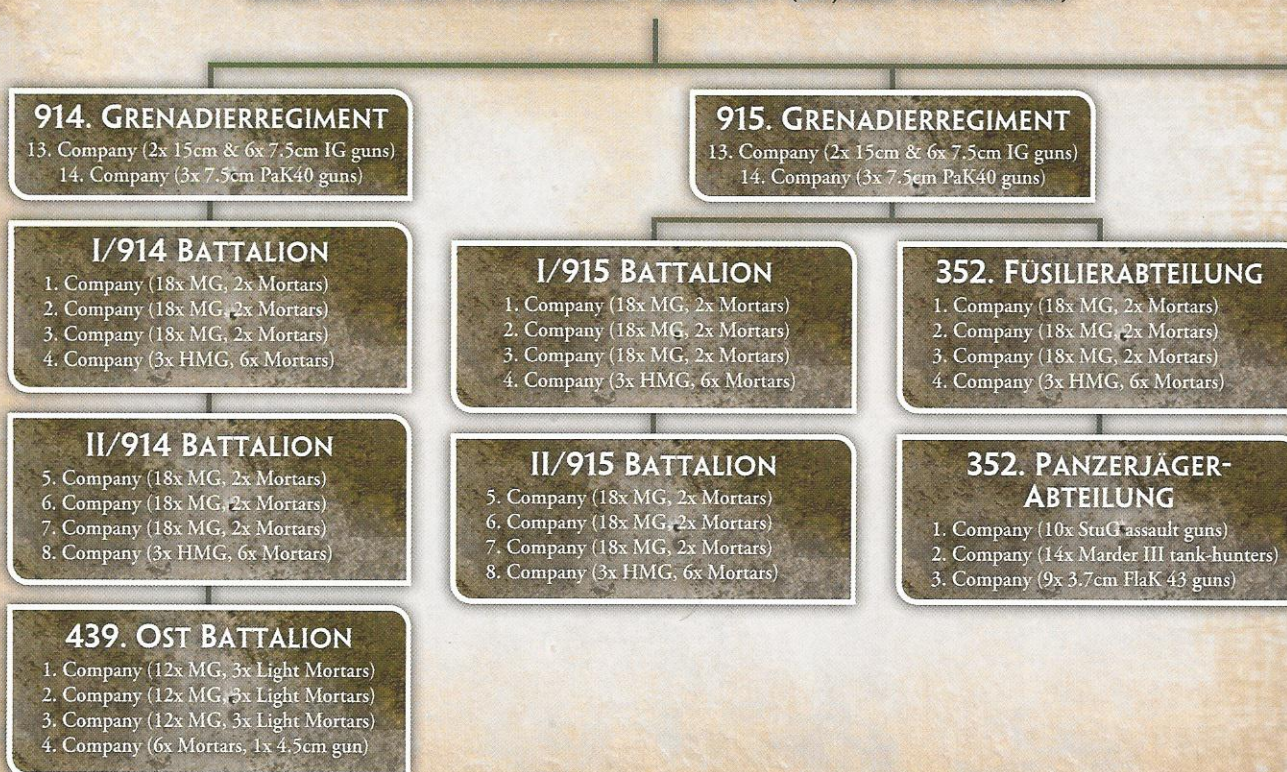 914. GRENADIERREGIMENT
13. Company (2x 15cm & 6x 7.5cm IG guns)
14. Company (3x 7.5cm PaK40 guns)
915. GRENADIERREGIMENT
13. Company (2x 15cm & 6x 7.5cm IG guns)
14. Company (3x 7.5cm PaK40 guns)
I/914 BATTALION
1. Company (18x MG, 2x Mortars)
2. Company (18x MG, 2x Mortars)
3. Company (18x MG, 2x Mortars)
4. Company (3x HMG, 6x Mortars)
I/915 BATTALION
1. Company (18x MG, 2x Mortars)
2. Company (18x MG, 2x Mortars)
3. Company (18x MG, 2x Mortars)
4. Company (3x HMG, 6x Mortars)
352. FÜSILIERABTEILUNG
1. Company (18x MG, 2x Mortars)
2. Company (18x MG, 2x Mortars)
3. Company (18x MG, 2x Mortars)
4. Company (3x HMG, 6x Mortars)
II/914 BATTALION
5. Company (18x MG, 2x Mortars)
6. Company (18x MG, 2x Mortars)
7. Company (18x MG, 2x Mortars)
8. Company (3x HMG, 6x Mortars)
II/915 BATTALION
5. Company (18x MG, 2x Mortars)
6. Company (18x MG, 2x Mortars)
7. Company (18x MG, 2x Mortars)
8. Company (3x HMG, 6x Mortars)
352. PANZERJÄGER-
ABTEILUNG
1. Company (10x StuG assault guns)
2. Company (14x Marder III tank-hunters)
3. Company (9x 3.7cm FlaK 43 guns)
439. OST BATTALION
1. Company (12x MG, 3x Light Mortars)
2. Company (12x MG, 3x Light Mortars)
3. Company (12x MG, 3x Light Mortars)
4. Company (6x Mortars, 1x 4.5cm gun)